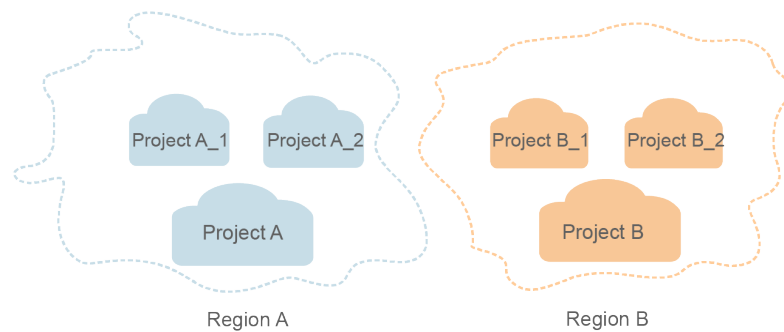 Project A_1
Project A_2
Project A
Region A
Project B_1
Project B_2
Project B
Region B